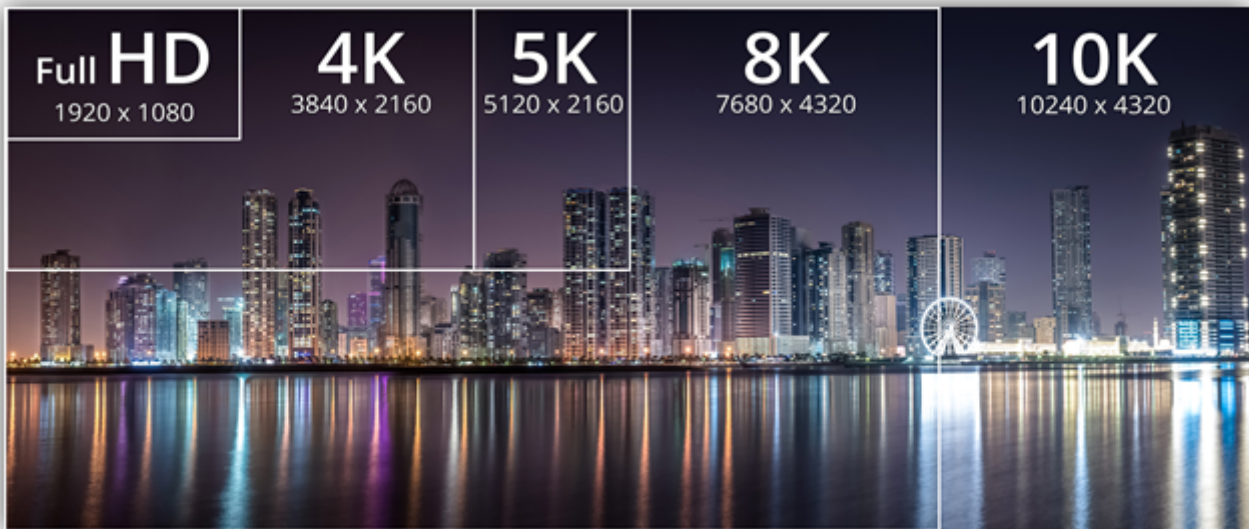 Full HD
1920 x 1080
4K
3840 x 2160
5K
5120 x 2160
8K
7680 x 4320
10K
10240 x 4320